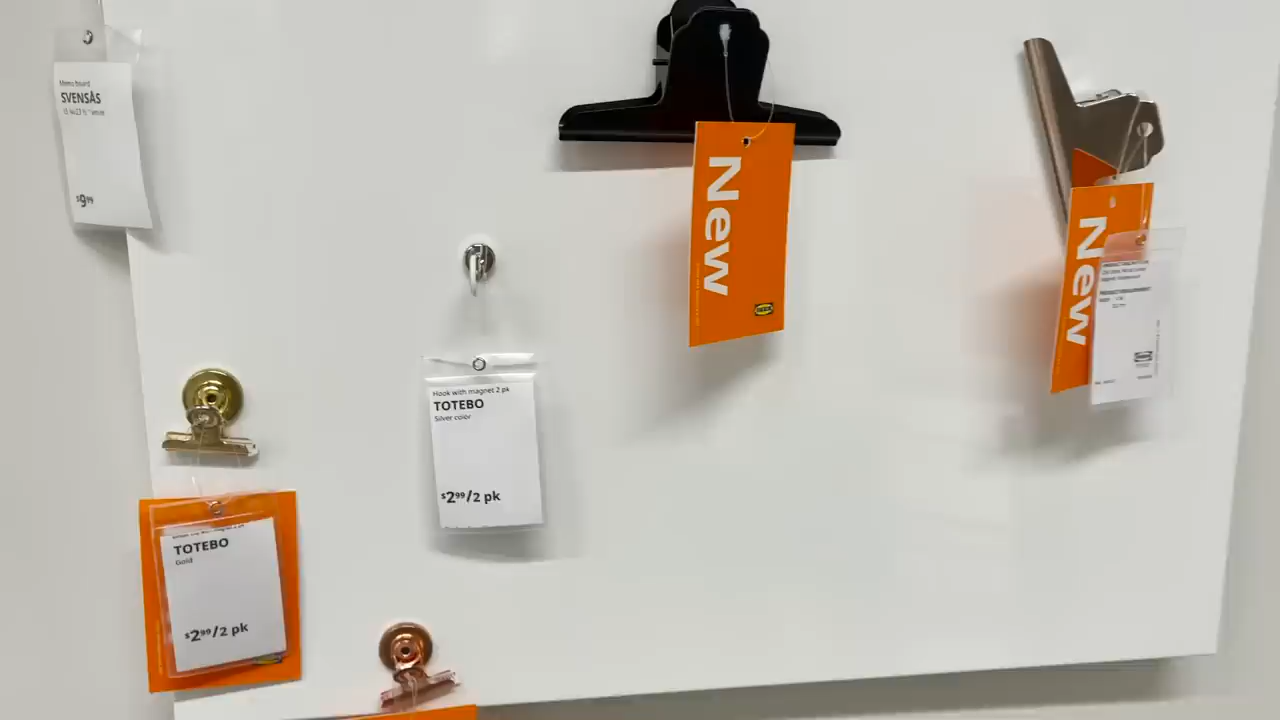 Memo board
SVENSÅS
$9.99
New
New
IKEA
Hook with magnet 2 pk
TOTEBO
Silver color
$2.99/2 pk
TOTEBO
Gold
$2.99/2 pk